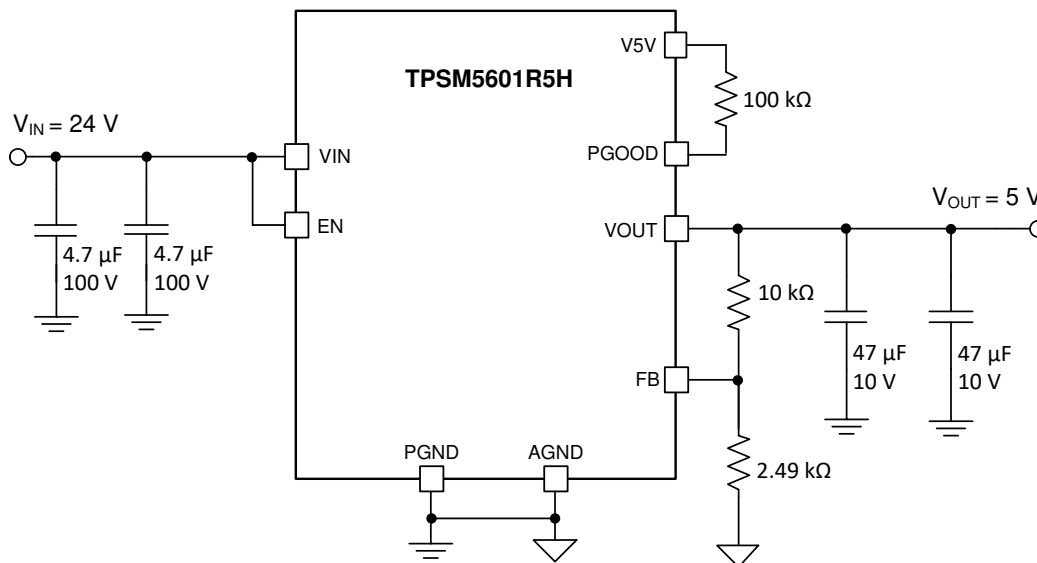 V5V
TPSM5601R5H
100 kΩ
VIN = 24 V
VIN
PGOOD
EN
VOUT
VOUT = 5 V
4.7 µF
100 V
4.7 µF
100 V
10 kΩ
47 µF
10 V
47 µF
10 V
FB
PGND
AGND
2.49 kΩ